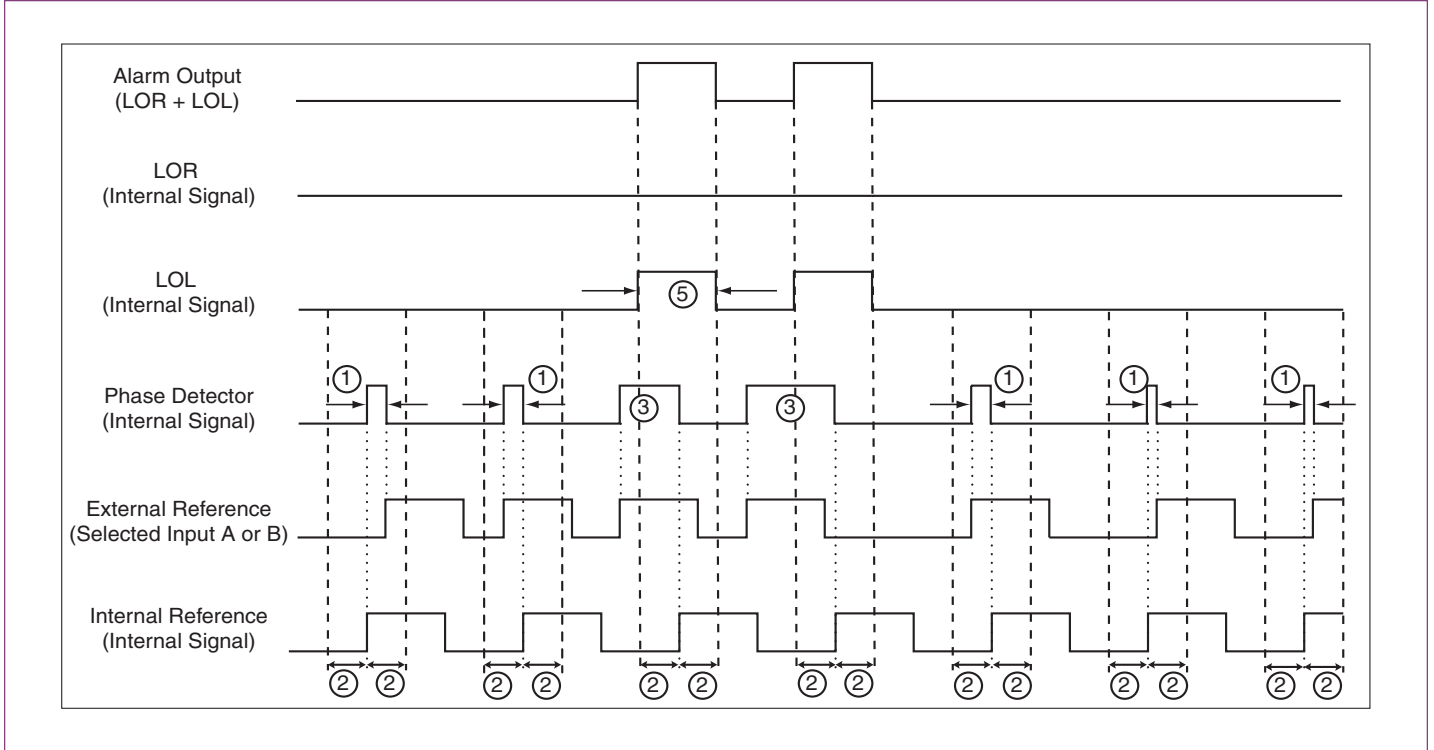 Alarm Output
(LOR + LOL)
LOR
(Internal Signal)
LOL
(Internal Signal)
5
Phase Detector
(Internal Signal)
1 1 3 3 1 1 1
External Reference
(Selected Input A or B)
Internal Reference
(Internal Signal)
2 2 2 2 2 2 2 2 2 2 2 2 2 2